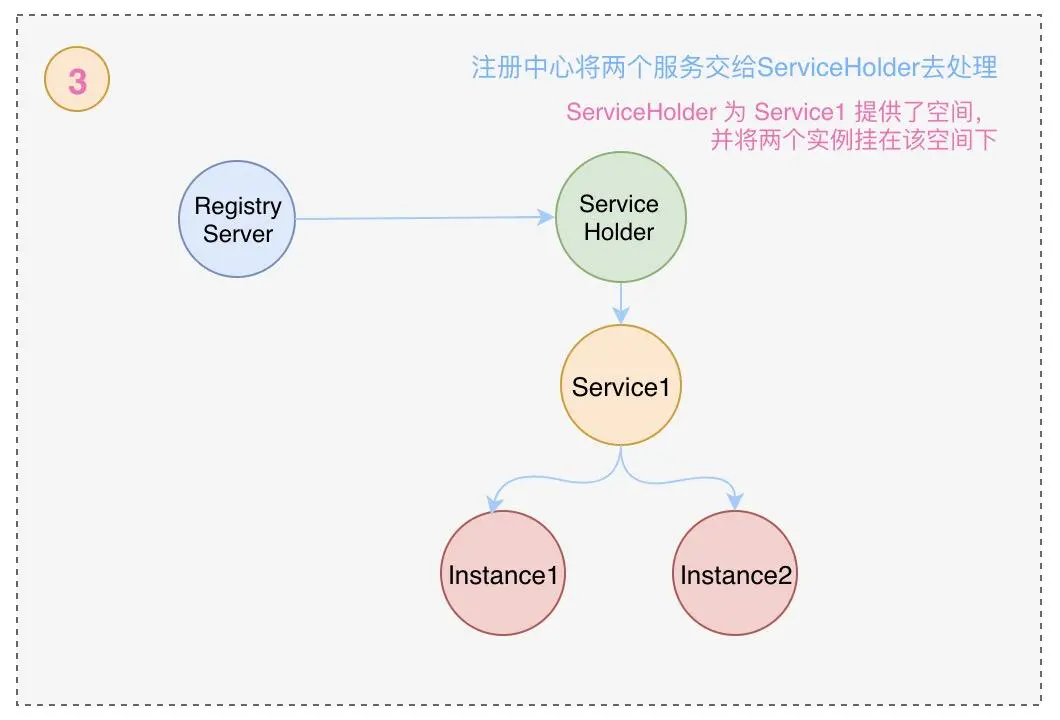 3
注册中心将两个服务交给ServiceHolder去处理
ServiceHolder 为 Service1 提供了空间，
并将两个实例挂在该空间下
Registry
Server
Service
Holder
Service1
Instance1
Instance2